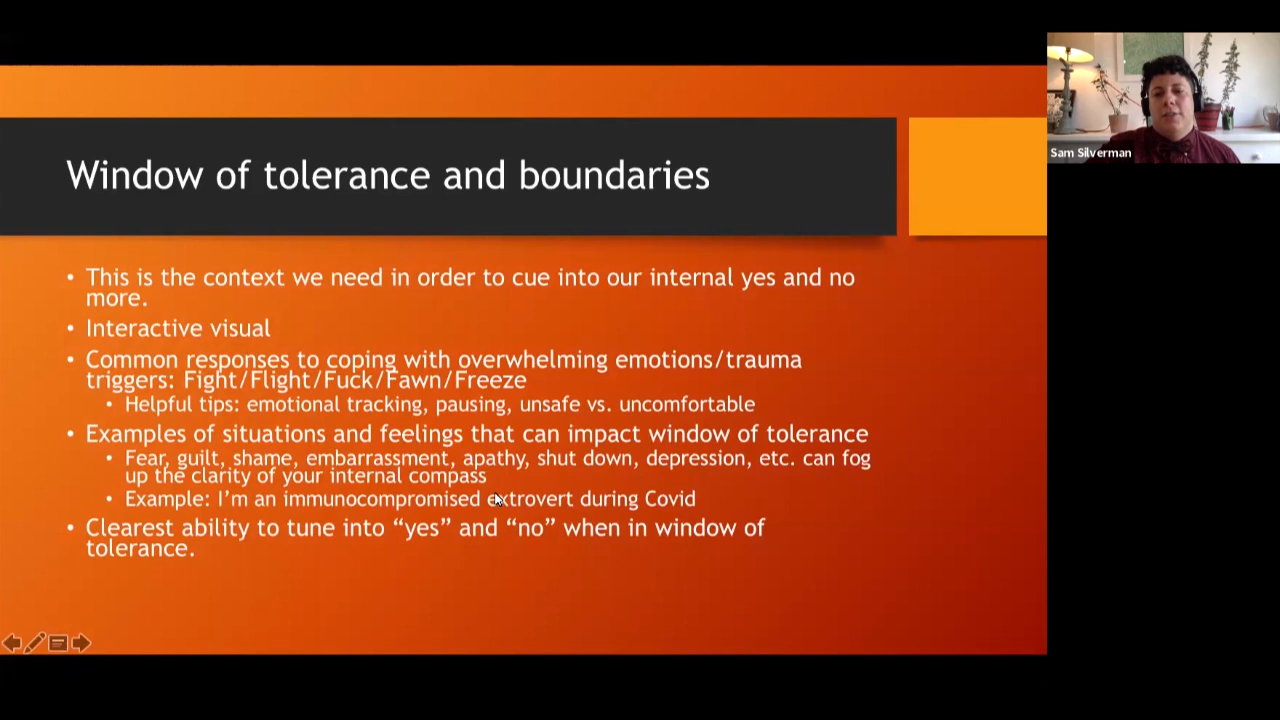 Window of tolerance and boundaries
Sam Silverman
• This is the context we need in order to cue into our internal yes and no
more.
• Interactive visual
• Common responses to coping with overwhelming emotions/trauma
triggers: Fight/Flight/Fuck/Fawn/Freeze
• Helpful tips: emotional tracking, pausing, unsafe vs. uncomfortable
• Examples of situations and feelings that can impact window of tolerance
• Fear, guilt, shame, embarrassment, apathy, shut down, depression, etc. can fog
up the clarity of your internal compass
• Example: I’m an immunocompromised extrovert during Covid
• Clearest ability to tune into “yes” and “no” when in window of
tolerance.